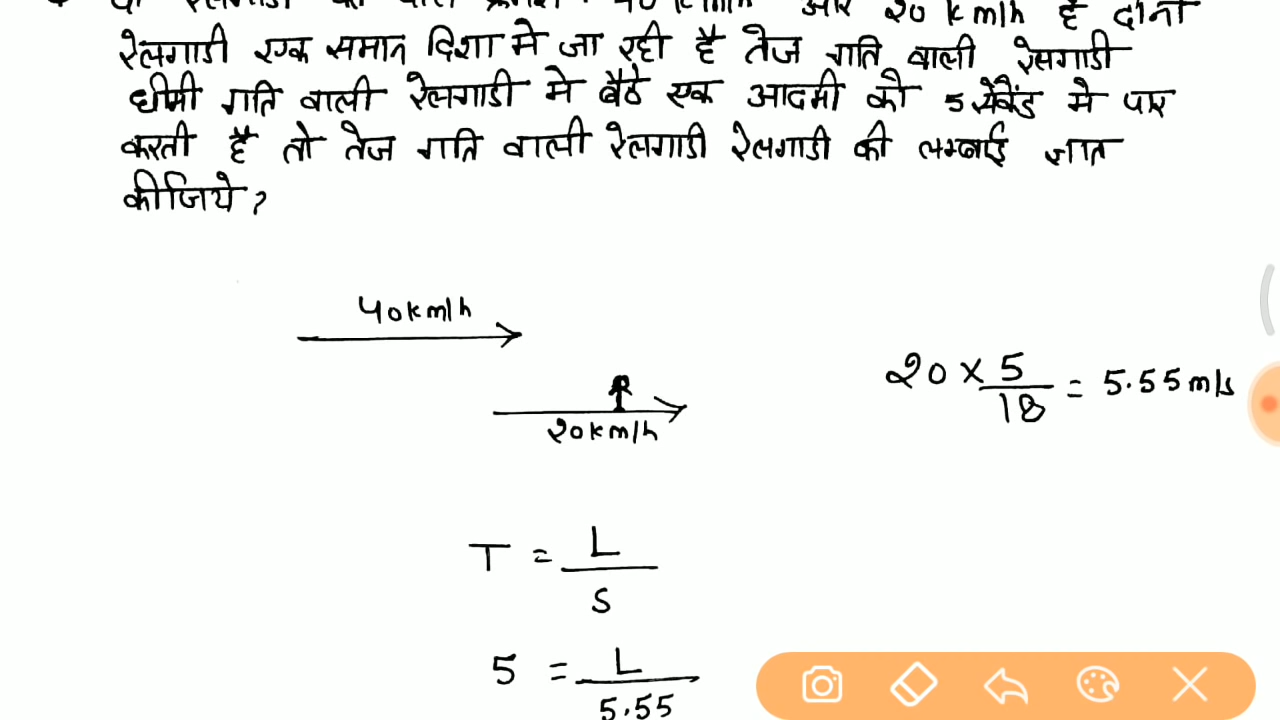 रेलगाडी एक समान दिशा मे जा रही है तेज गति वाली रेलगाडी
धीमी गति वाली रेलगाडी मे बैठे एक आदमी को 5 सेकैंड मे पार
करती है तो तेज गति वाली रेलगाडी रेलगाडी की लम्बाई ज्ञात
कीजिये ?
40km/h
20 × 5/18 = 5.55 m/s
20km/h
T = L/S
5 = L/5.55